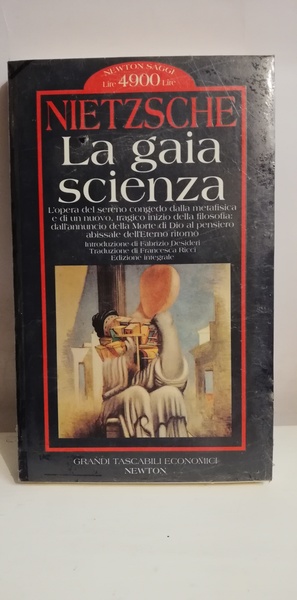 NEWTON SAGGI
Lire 4900 Lire
NIETZSCHE
La gaia
scienza
L'opera del sereno congedo dalla metafisica
e di un nuovo, tragico inizio della filosofia:
dall'annuncio della Morte di Dio al pensiero
abissale dell'Eterno ritorno
Introduzione di Fabrizio Desideri
Traduzione di Francesca Ricci
Edizione integrale
GRANDI TASCABILI ECONOMICI
NEWTON